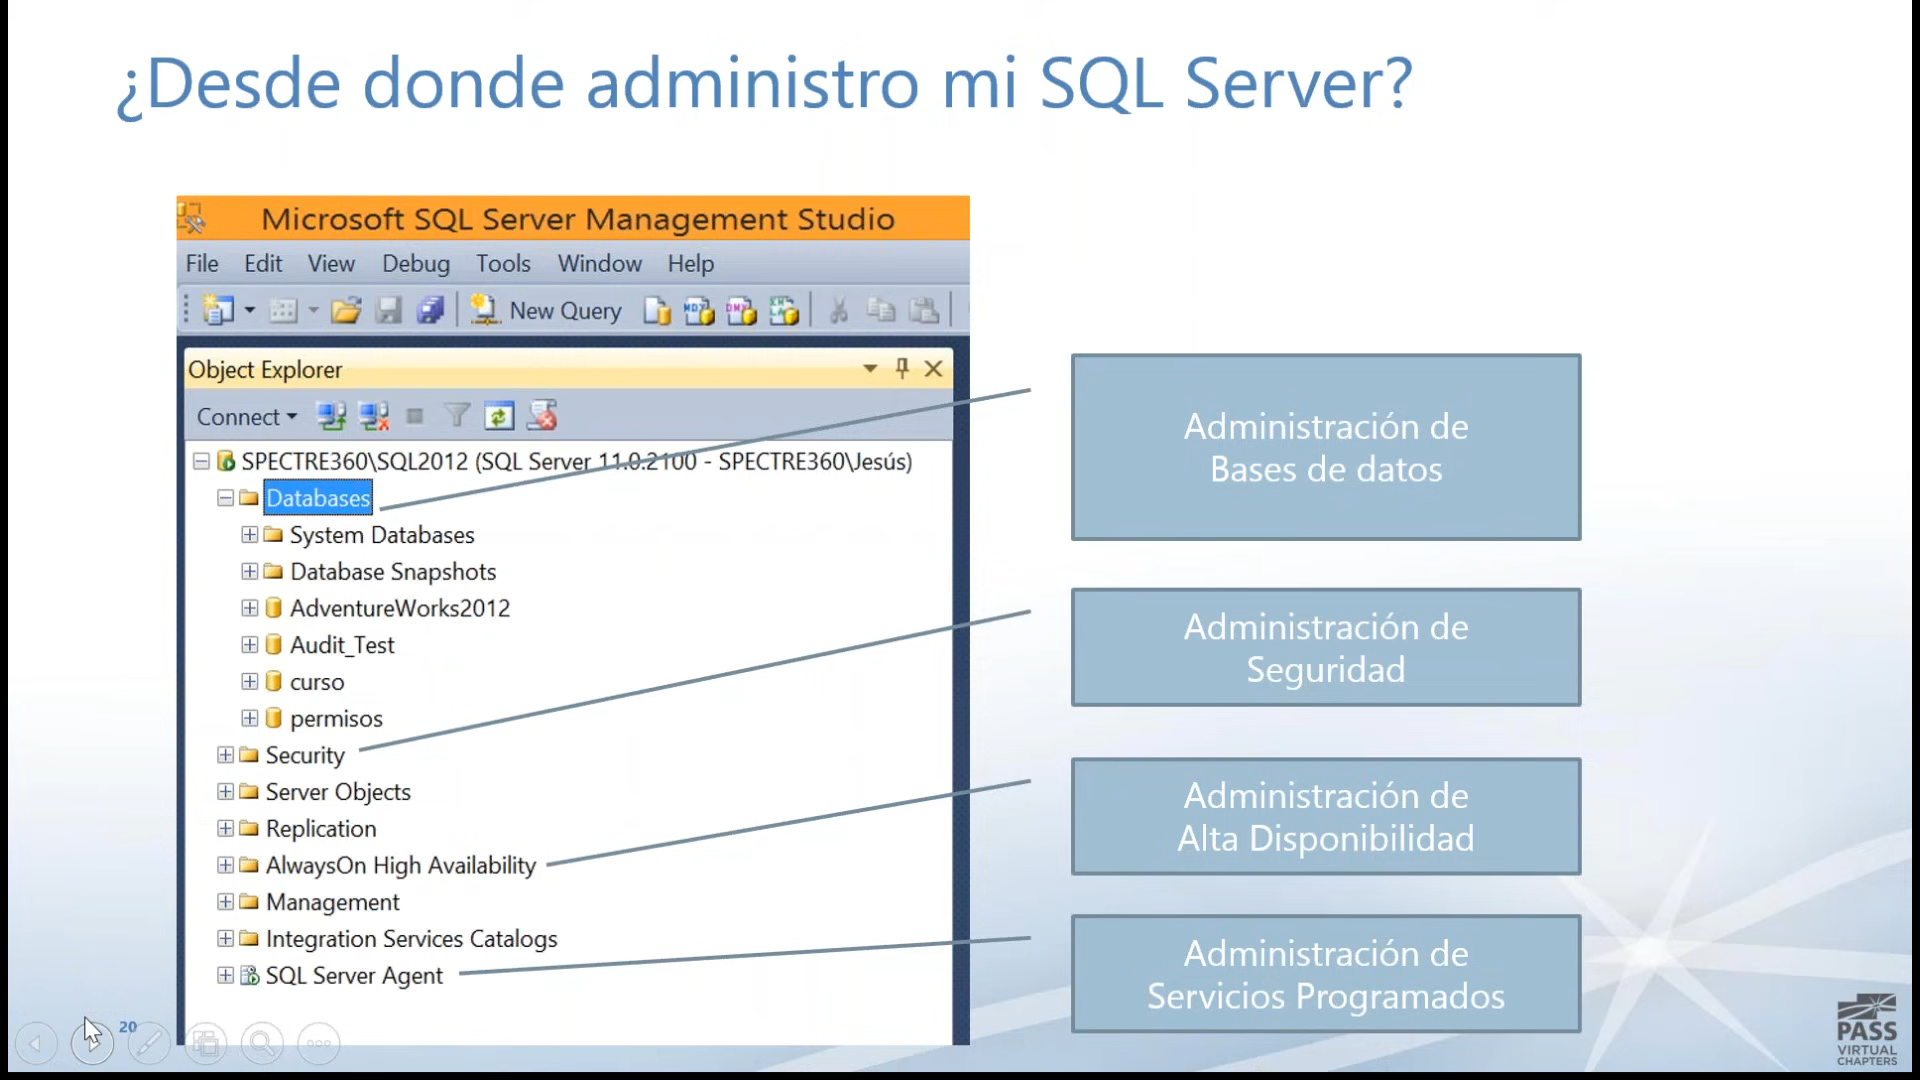 ¿Desde donde administro mi SQL Server?
Microsoft SQL Server Management Studio
File Edit View Debug Tools Window Help
New Query
Object Explorer
Connect
SPECTRE360\SQL2012 (SQL Server 11.0.2100 - SPECTRE360\Jesús)
Databases
System Databases
Database Snapshots
AdventureWorks2012
Audit_Test
curso
permisos
Security
Server Objects
Replication
AlwaysOn High Availability
Management
Integration Services Catalogs
SQL Server Agent
Administración de
Bases de datos
Administración de
Seguridad
Administración de
Alta Disponibilidad
Administración de
Servicios Programados
20
PASS
VIRTUAL
CHAPTERS